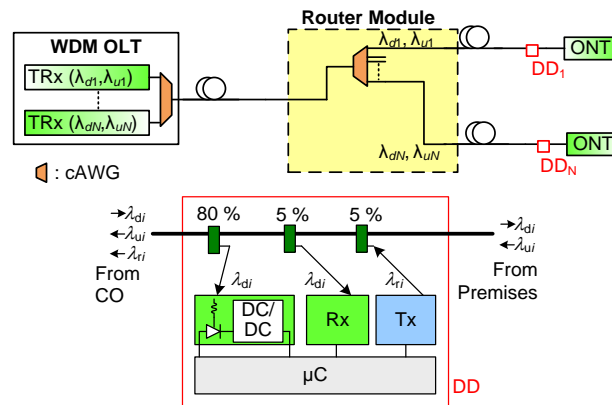 Router Module
WDM OLT
TRx (λd1,λu1)
TRx (λdN,λuN)
λd1, λu1
λdN, λuN
ONT
DD1
ONT
DDN
: cAWG
80 % 5 % 5 %
λdi
λui
λri
From
CO
λdi
λui
From
Premises
λdi
λdi
λri
DC/
DC
Rx
Tx
µC
DD